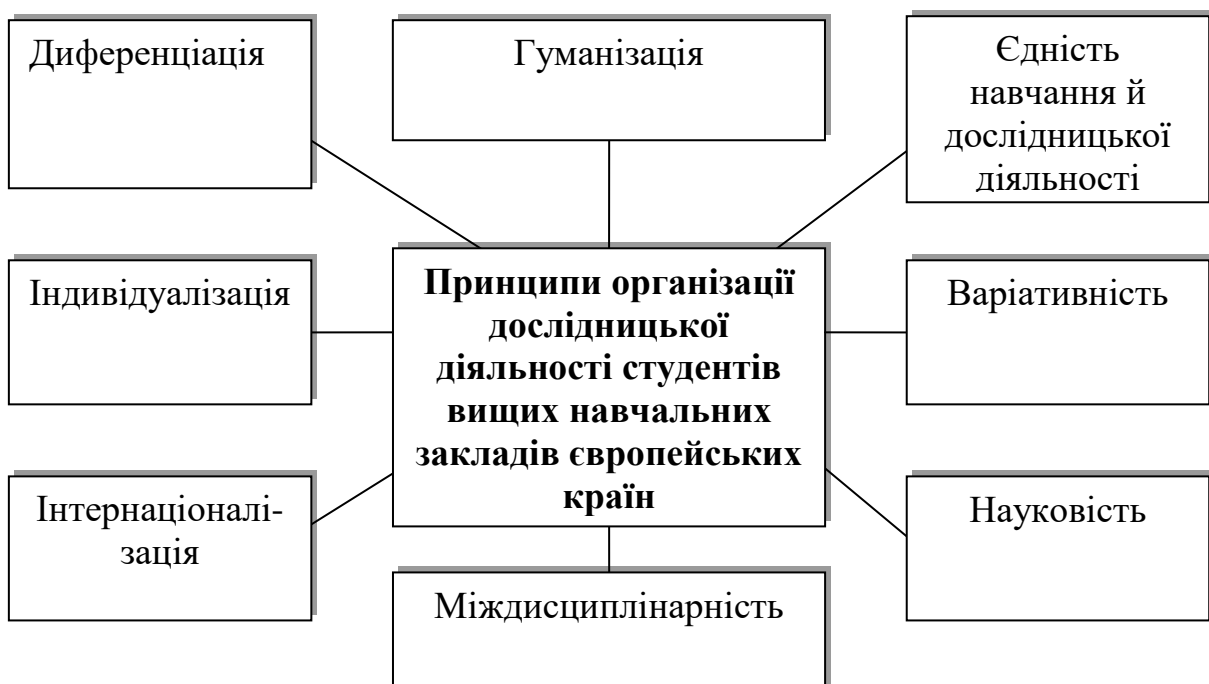 Диференціація
Гуманізація
Єдність
навчання й
дослідницької
діяльності
Індивідуалізація
Принципи організації
дослідницької
діяльності студентів
вищих навчальних
закладів європейських
країн
Варіативність
Інтернаціоналі-
зація
Науковість
Міждисциплінарність